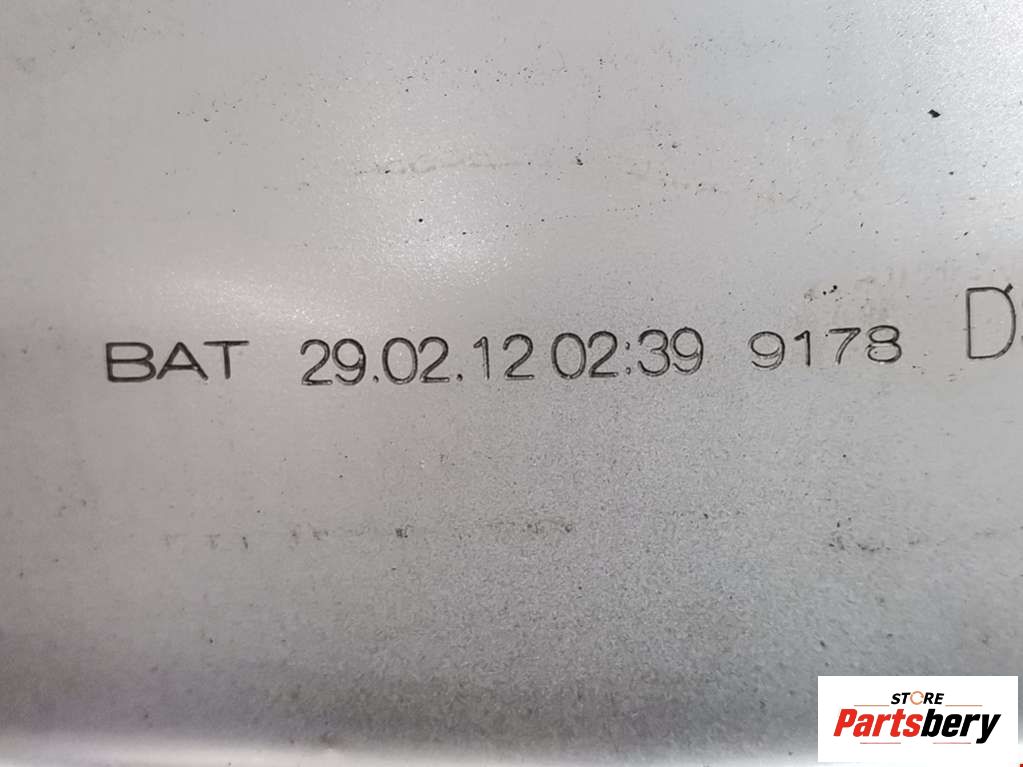 BAT 29.02.12 02:39 9178 D
STORE
Partsbery